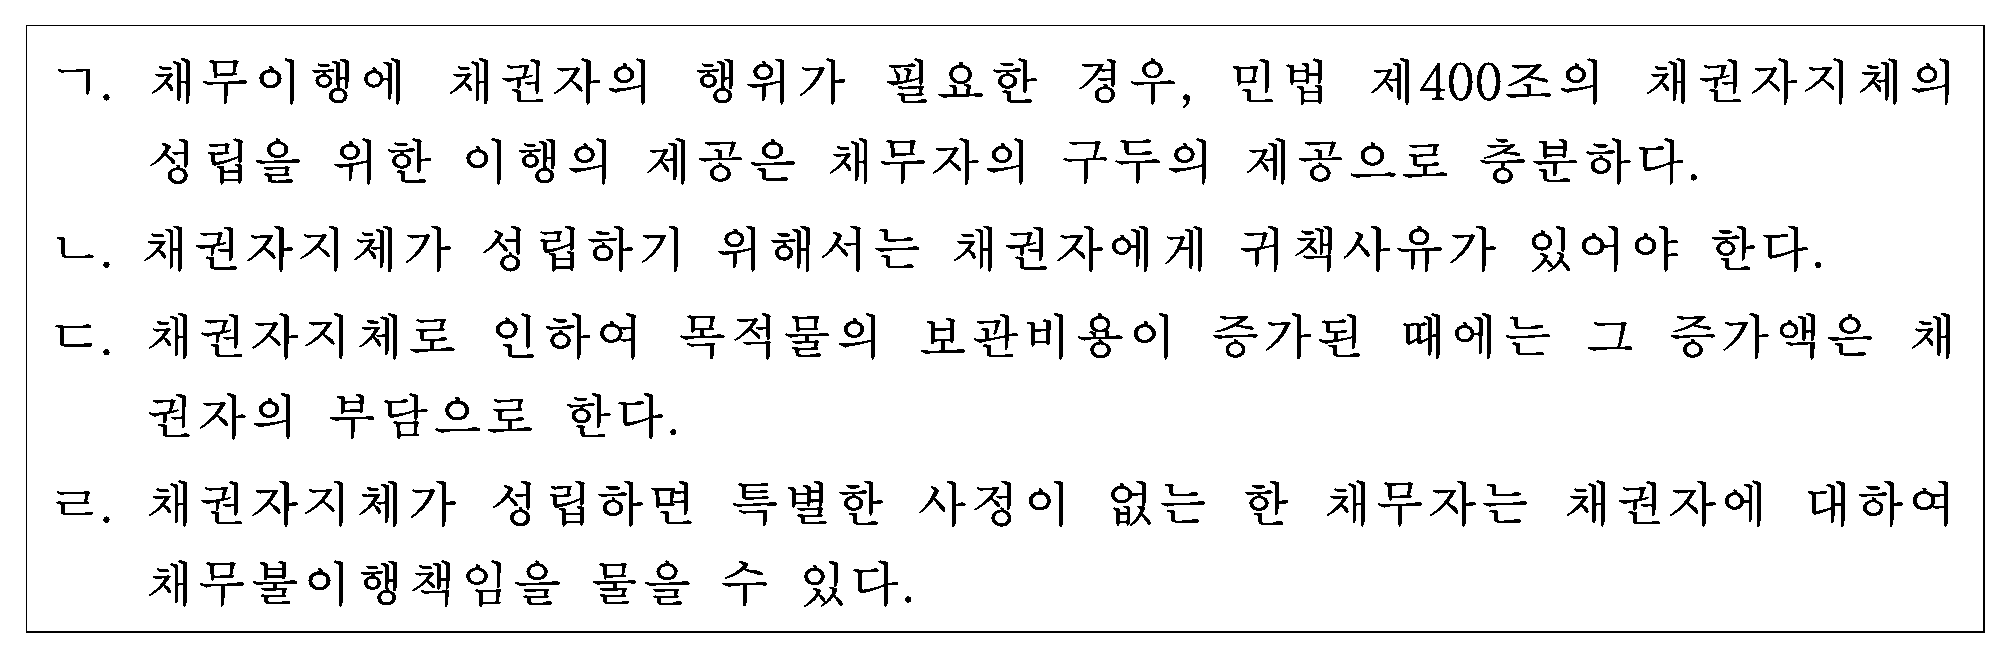 ㄱ. 채무이행에 채권자의 행위가 필요한 경우, 민법 제400조의 채권자지체의
성립을 위한 이행의 제공은 채무자의 구두의 제공으로 충분하다.
ㄴ. 채권자지체가 성립하기 위해서는 채권자에게 귀책사유가 있어야 한다.
ㄷ. 채권자지체로 인하여 목적물의 보관비용이 증가된 때에는 그 증가액은 채
권자의 부담으로 한다.
ㄹ. 채권자지체가 성립하면 특별한 사정이 없는 한 채무자는 채권자에 대하여
채무불이행책임을 물을 수 있다.